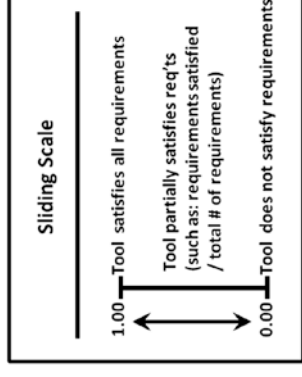 Sliding Scale
1.00 Tool satisfies all requirements
Tool partially satisfies req'ts
(such as: requirements satisfied
/ total # of requirements)
0.00 Tool does not satisfy requirements